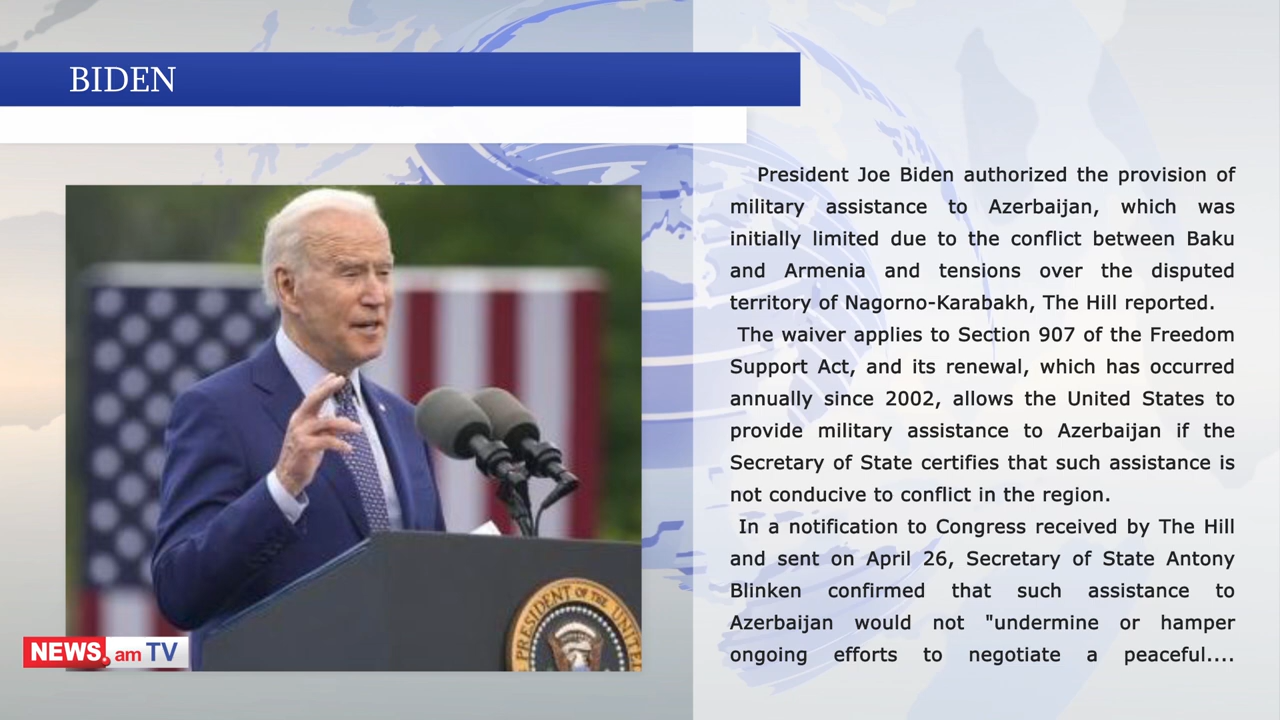 BIDEN
President Joe Biden authorized the provision of
military assistance to Azerbaijan, which was
initially limited due to the conflict between Baku
and Armenia and tensions over the disputed
territory of Nagorno-Karabakh, The Hill reported.
The waiver applies to Section 907 of the Freedom
Support Act, and its renewal, which has occurred
annually since 2002, allows the United States to
provide military assistance to Azerbaijan if the
Secretary of State certifies that such assistance is
not conducive to conflict in the region.
In a notification to Congress received by The Hill
and sent on April 26, Secretary of State Antony
Blinken confirmed that such assistance to
Azerbaijan would not "undermine or hamper
ongoing efforts to negotiate a peaceful....
PRESIDENT OF THE UNITED
NEWS.am TV